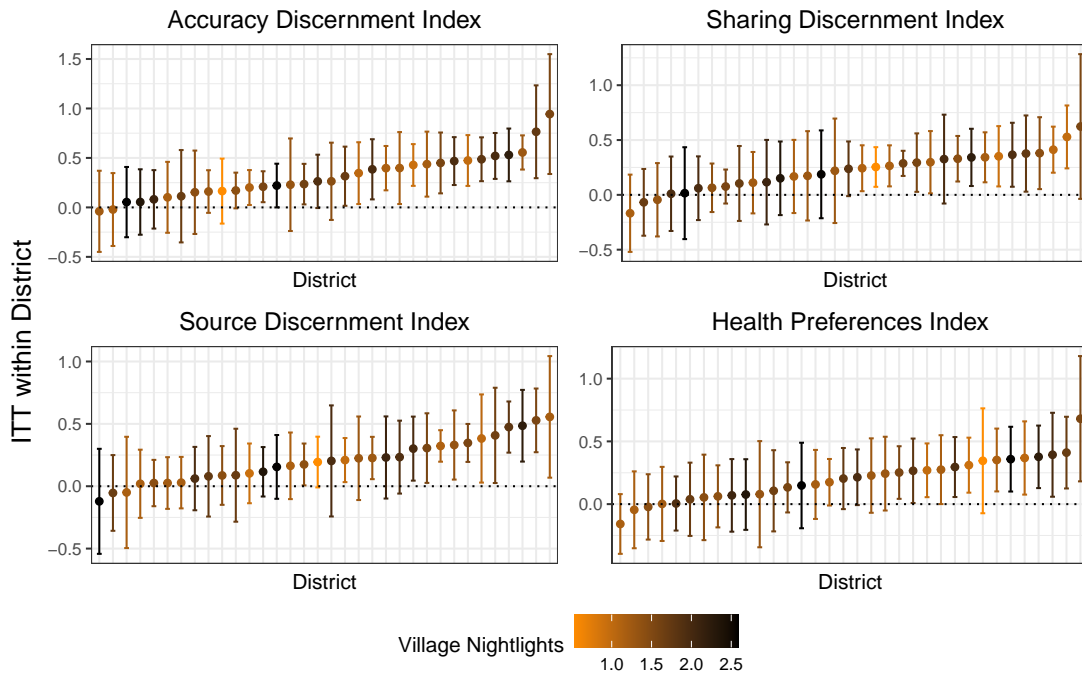 Accuracy Discernment Index
Sharing Discernment Index
1.5
1.0
0.5
0.0
−0.5
1.0
0.5
0.0
−0.5
District
District
ITT within District
Source Discernment Index
Health Preferences Index
1.0
0.5
0.0
−0.5
1.0
0.5
0.0
District
District
Village Nightlights
1.0 1.5 2.0 2.5